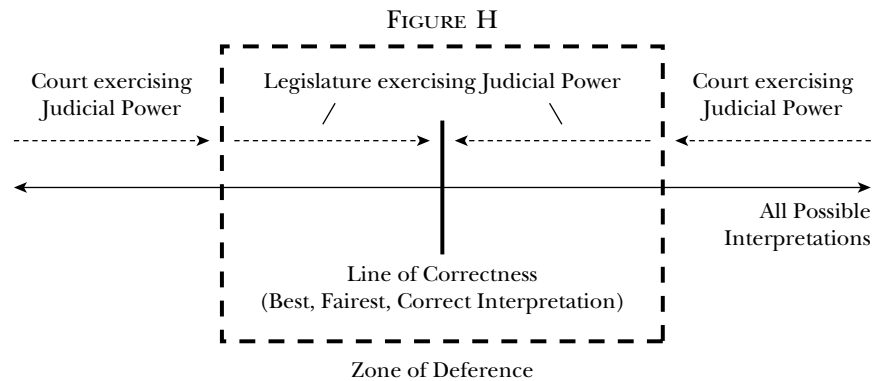 FIGURE H
Court exercising
Judicial Power
Legislature exercising Judicial Power
Court exercising
Judicial Power
All Possible
Interpretations
Line of Correctness
(Best, Fairest, Correct Interpretation)
Zone of Deference